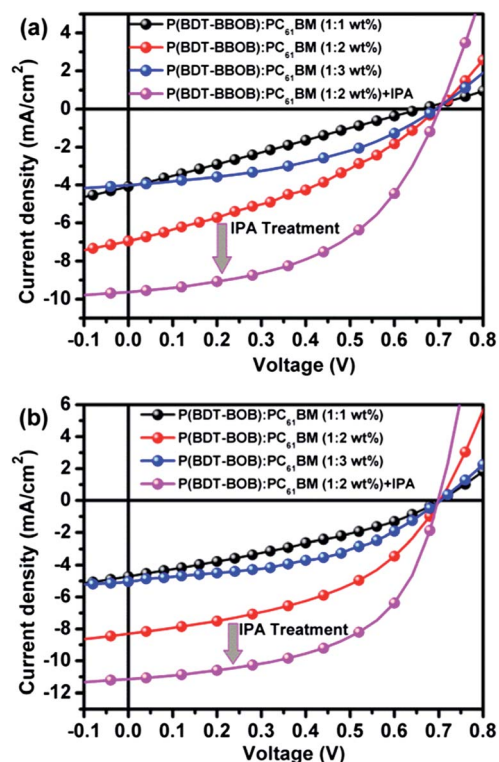 (a)
P(BDT-BBOB):PC61BM (1:1 wt%)
P(BDT-BBOB):PC61BM (1:2 wt%)
P(BDT-BBOB):PC61BM (1:3 wt%)
P(BDT-BBOB):PC61BM (1:2 wt%)+IPA
IPA Treatment
Current density (mA/cm2)
4
2
0
-2
-4
-6
-8
-10
-0.1 0.0 0.1 0.2 0.3 0.4 0.5 0.6 0.7 0.8
Voltage (V)
(b)
P(BDT-BOB):PC61BM (1:1 wt%)
P(BDT-BOB):PC61BM (1:2 wt%)
P(BDT-BOB):PC61BM (1:3 wt%)
P(BDT-BOB):PC61BM (1:2 wt%)+IPA
IPA Treatment
Current density (mA/cm2)
6
4
2
0
-2
-4
-6
-8
-10
-12
-0.1 0.0 0.1 0.2 0.3 0.4 0.5 0.6 0.7 0.8
Voltage (V)